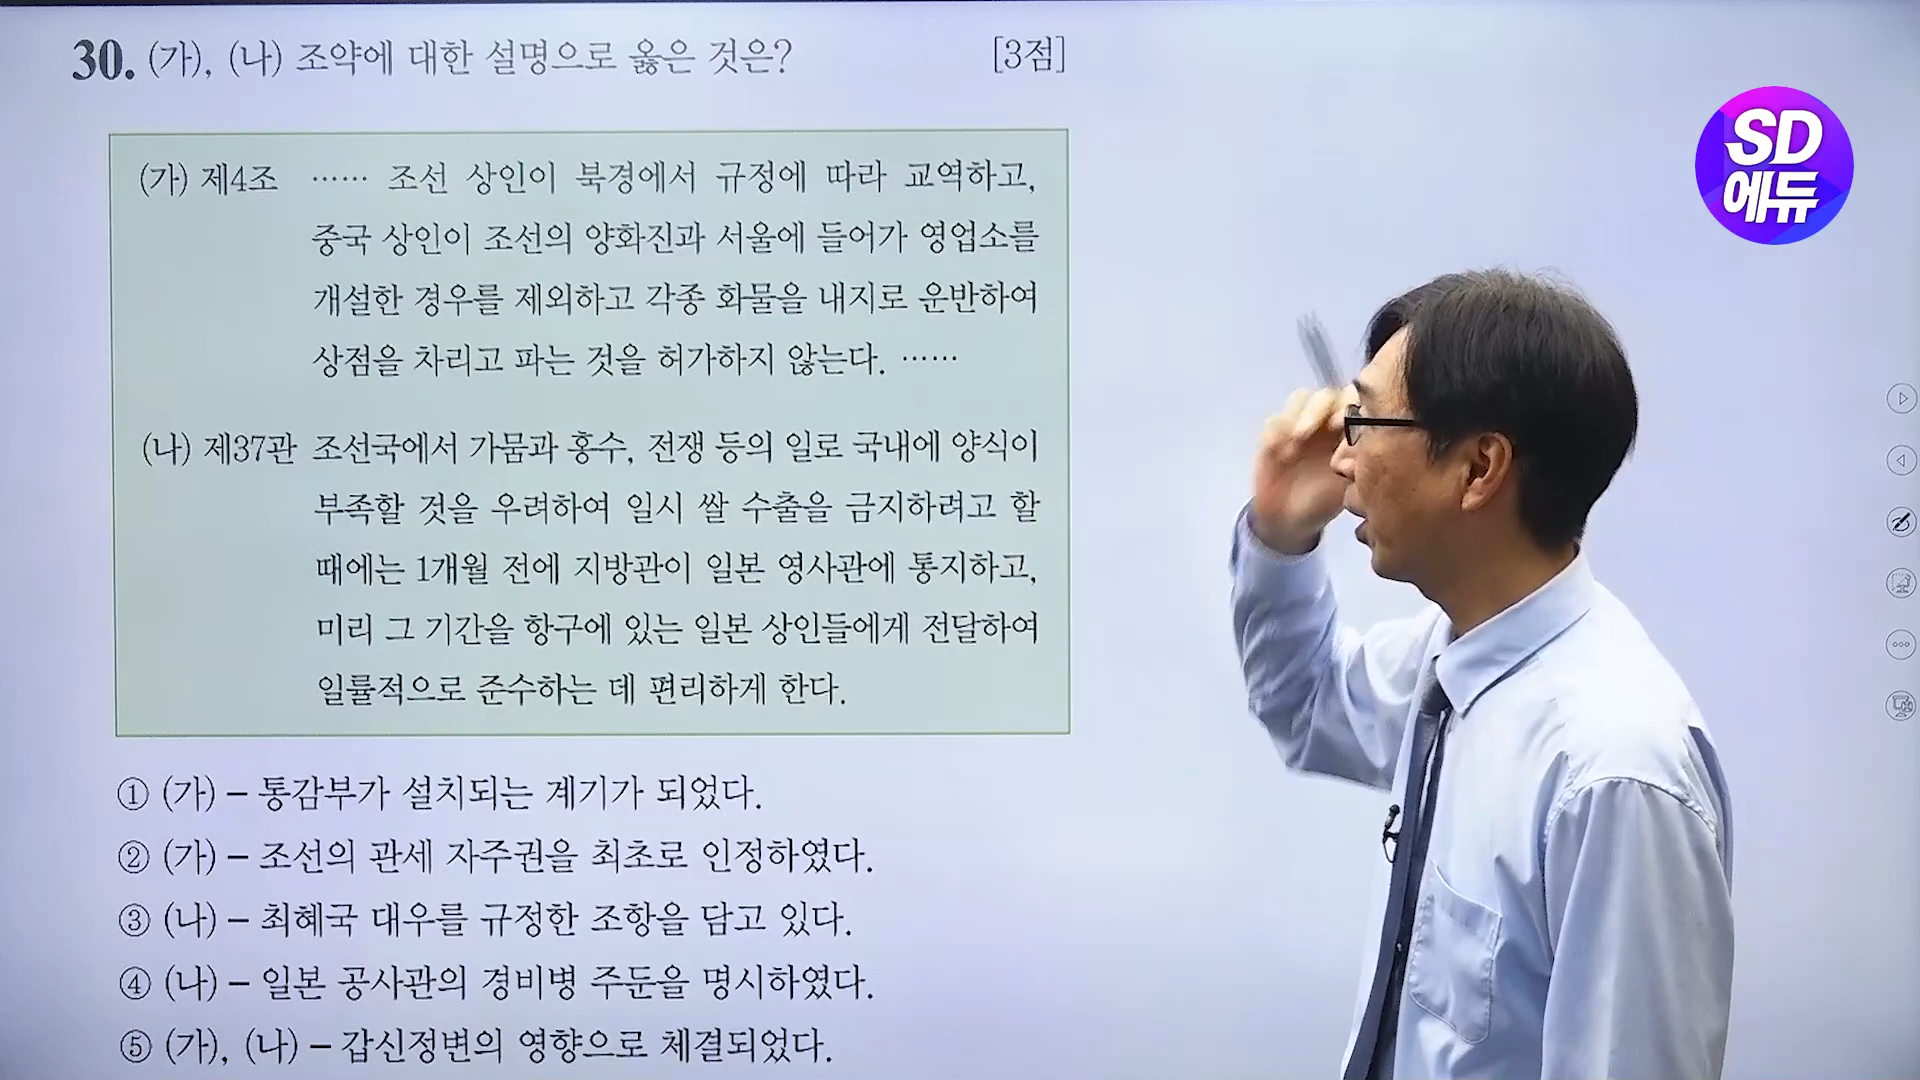 30. (가), (나) 조약에 대한 설명으로 옳은 것은? [3점]
SD
에듀
(가) 제4조 …… 조선 상인이 북경에서 규정에 따라 교역하고,
중국 상인이 조선의 양화진과 서울에 들어가 영업소를
개설한 경우를 제외하고 각종 화물을 내지로 운반하여
상점을 차리고 파는 것을 허가하지 않는다. ……
(나) 제37관 조선국에서 가뭄과 홍수, 전쟁 등의 일로 국내에 양식이
부족할 것을 우려하여 일시 쌀 수출을 금지하려고 할
때에는 1개월 전에 지방관이 일본 영사관에 통지하고,
미리 그 기간을 항구에 있는 일본 상인들에게 전달하여
일률적으로 준수하는 데 편리하게 한다.
① (가) – 통감부가 설치되는 계기가 되었다.
② (가) – 조선의 관세 자주권을 최초로 인정하였다.
③ (나) – 최혜국 대우를 규정한 조항을 담고 있다.
④ (나) – 일본 공사관의 경비병 주둔을 명시하였다.
⑤ (가), (나) – 갑신정변의 영향으로 체결되었다.